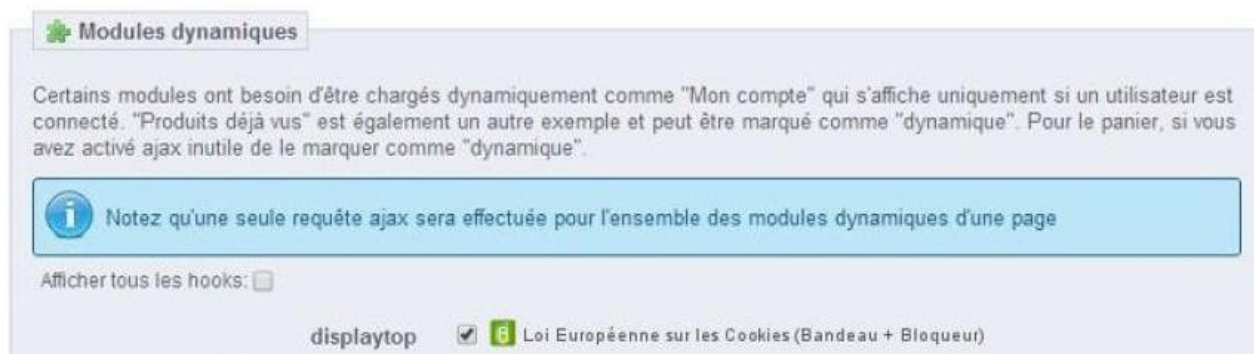 Modules dynamiques
Certains modules ont besoin d'être chargés dynamiquement comme "Mon compte" qui s'affiche uniquement si un utilisateur est
connecté. "Produits déjà vus" est également un autre exemple et peut être marqué comme "dynamique". Pour le panier, si vous
avez activé ajax inutile de le marquer comme "dynamique".
Notez qu'une seule requête ajax sera effectuée pour l'ensemble des modules dynamiques d'une page
Afficher tous les hooks:
displaytop Loi Européenne sur les Cookies (Bandeau + Bloqueur)